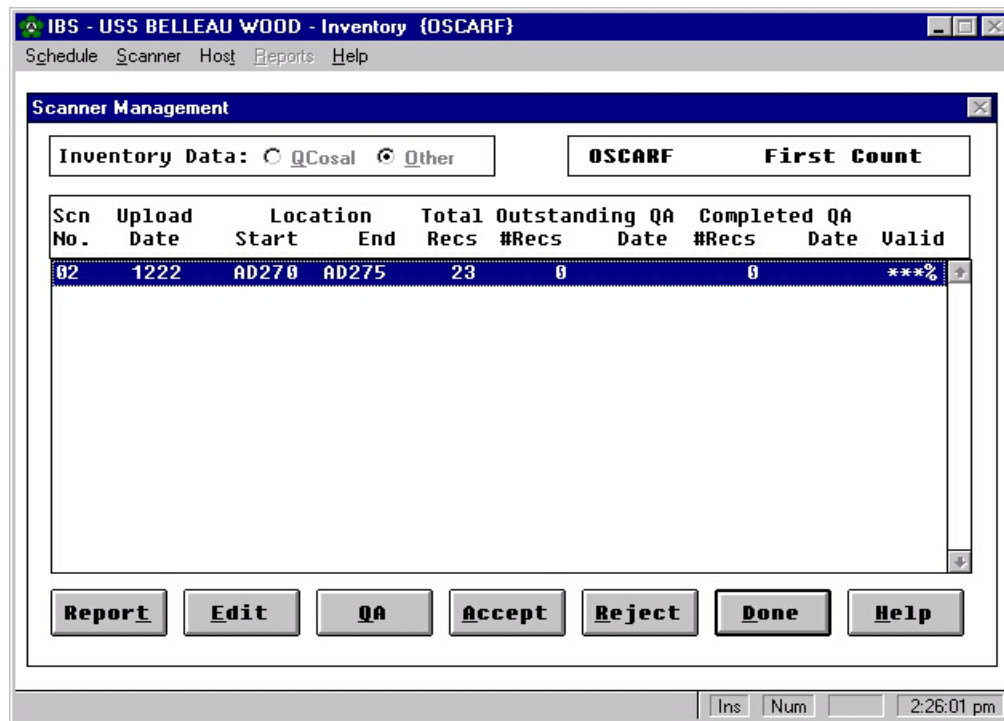 IBS - USS BELLEAU WOOD - Inventory {OSCARF}
Schedule Scanner Host Reports Help
Scanner Management
Inventory Data: QCosal Other OSCARF First Count
Scn Upload Location Total Outstanding QA Completed QA
No. Date Start End Recs #Recs Date #Recs Date Valid
02 1222 AD270 AD275 23 0 0 ***%
Report Edit QA Accept Reject Done Help
Ins Num 2:26:01 pm